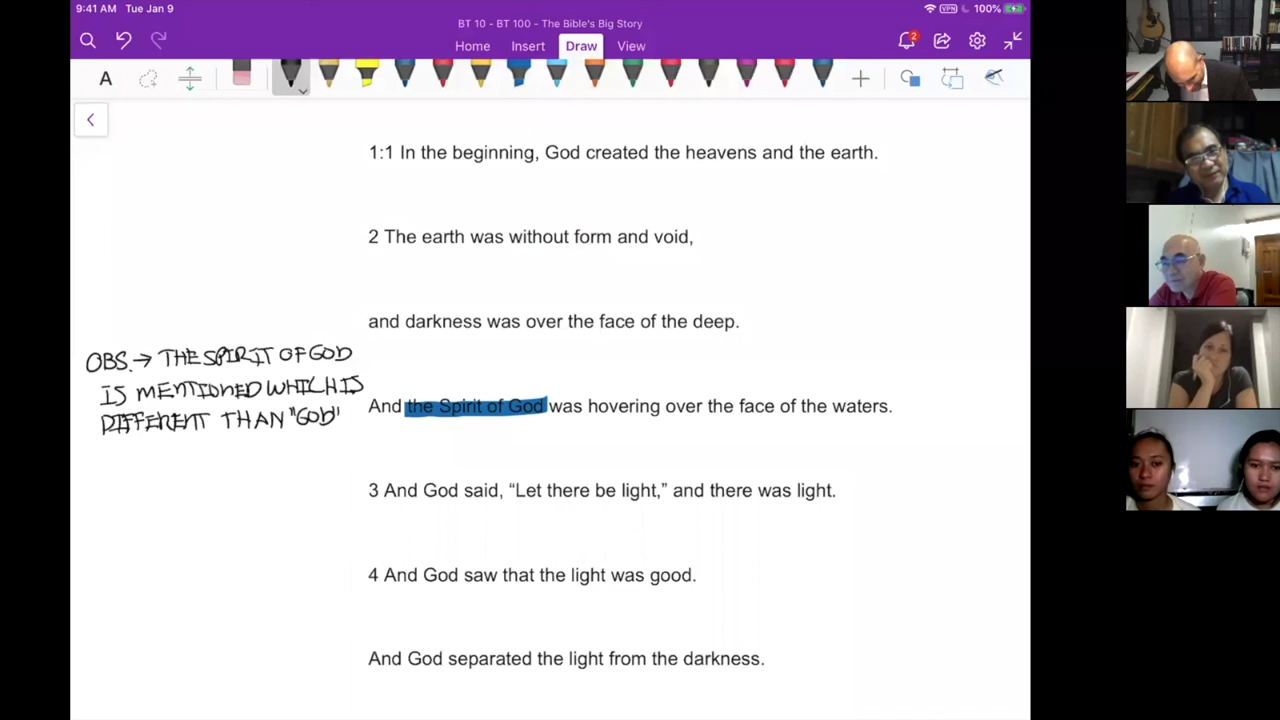 9:41 AM Tue Jan 9
VPN 100%
BT 10 - BT 100 - The Bible's Big Story
Home Insert Draw View
2
A
1:1 In the beginning, God created the heavens and the earth.
2 The earth was without form and void,
and darkness was over the face of the deep.
OBS. → THE SPIRIT OF GOD
IS MENTIONED WHICH IS
DIFFERENT THAN "GOD"
And the Spirit of God was hovering over the face of the waters.
3 And God said, “Let there be light,” and there was light.
4 And God saw that the light was good.
And God separated the light from the darkness.